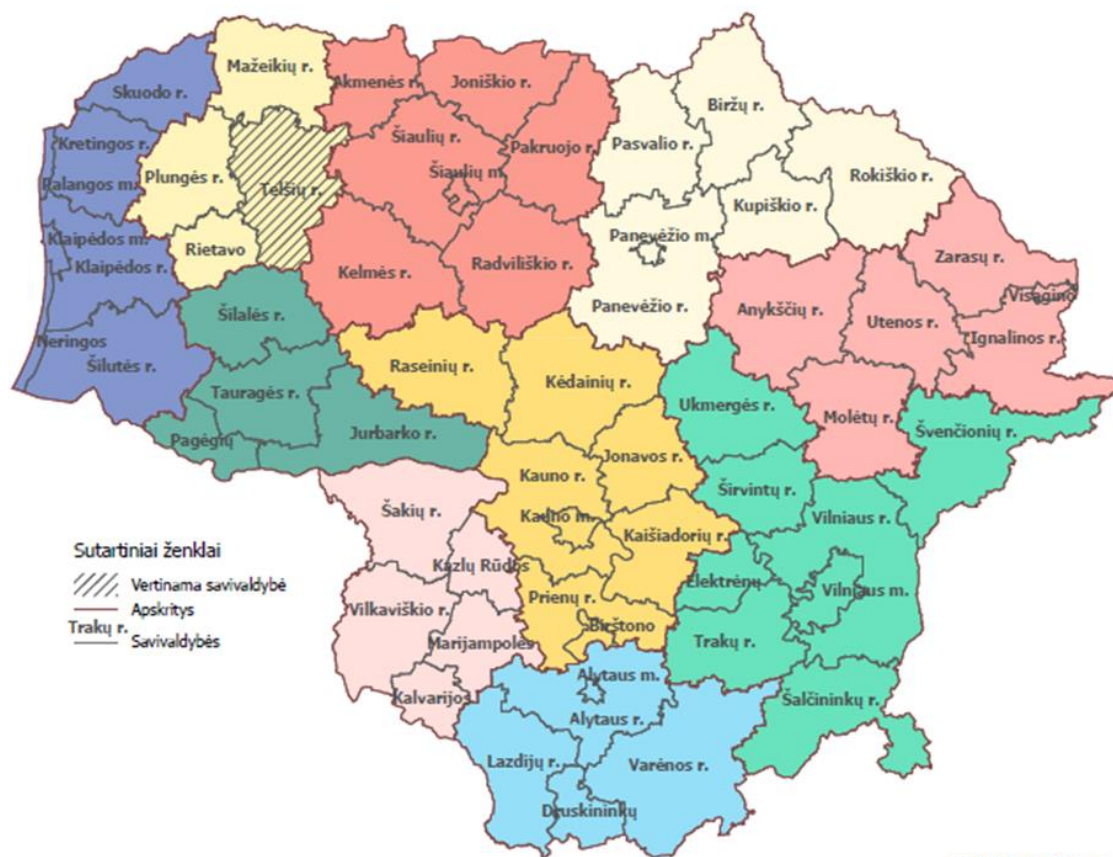 Mažeikių r.
Skuodo r.
Akmenės r.
Joniškio r.
Biržų r.
Kretingos r.
Šiaulių r.
Pakruojo r.
Pasvalio r.
Plungės r.
Telšių r.
Šiaulių m.
Rokiškio r.
Palangos m.
Kupiškio r.
Klaipėdos m.
Rietavo
Panevėžio m.
Klaipėdos r.
Kelmės r.
Radviliškio r.
Zarasų r.
Panevėžio r.
Anykščių r.
Visagino
Šilalės r.
Utenos r.
Ignalinos r.
Neringos
Šilutės r.
Raseinių r.
Kėdainių r.
Tauragės r.
Ukmergės r.
Molėtų r.
Švenčionių r.
Pagėgių
Jurbarko r.
Jonavos r.
Kauno r.
Širvintų r.
Šakių r.
Kauno m.
Kaišiadorių r.
Vilniaus r.
Kazlų Rūdos
Elektrėnų
Vilniaus m.
Vilkaviškio r.
Prienų r.
Birštono
Marijampolės
Trakų r.
Kalvarijos
Alytaus m.
Šalčininkų r.
Alytaus r.
Lazdijų r.
Varėnos r.
Druskininkų
Sutartiniai ženklai
Vertinama savivaldybė
Apskritys
Trakų r.
Savivaldybės